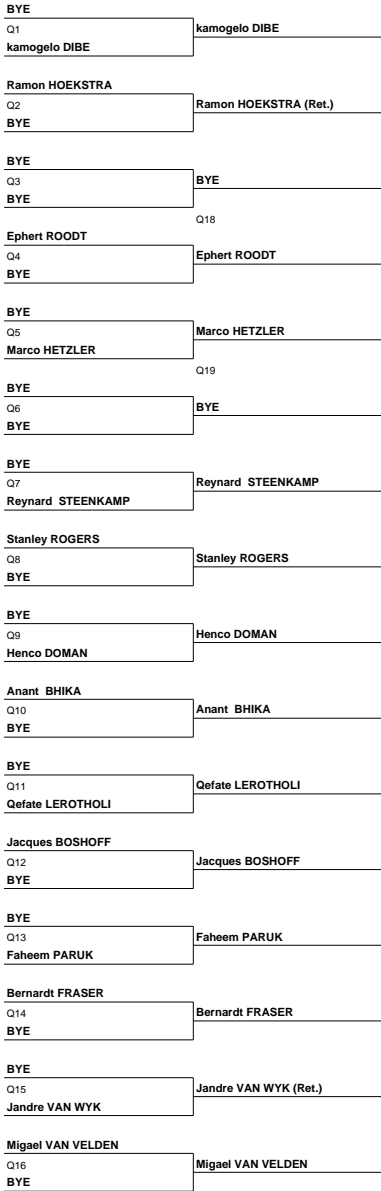 BYE
Q1
kamogelo DIBE
kamogelo DIBE
Ramon HOEKSTRA
Q2
Ramon HOEKSTRA (Ret.)
BYE
BYE
Q3
BYE
BYE
Q18
Ephert ROODT
Q4
Ephert ROODT
BYE
BYE
Q5
Marco HETZLER
Marco HETZLER
Q19
BYE
Q6
BYE
BYE
BYE
Q7
Reynard STEENKAMP
Reynard STEENKAMP
Stanley ROGERS
Q8
Stanley ROGERS
BYE
BYE
Q9
Henco DOMAN
Henco DOMAN
Anant BHIKA
Q10
Anant BHIKA
BYE
BYE
Q11
Qefate LEROTHOLI
Qefate LEROTHOLI
Jacques BOSHOFF
Q12
Jacques BOSHOFF
BYE
BYE
Q13
Faheem PARUK
Faheem PARUK
Bernardt FRASER
Q14
Bernardt FRASER
BYE
BYE
Q15
Jandre VAN WYK (Ret.)
Jandre VAN WYK
Migael VAN VELDEN
Q16
Migael VAN VELDEN
BYE